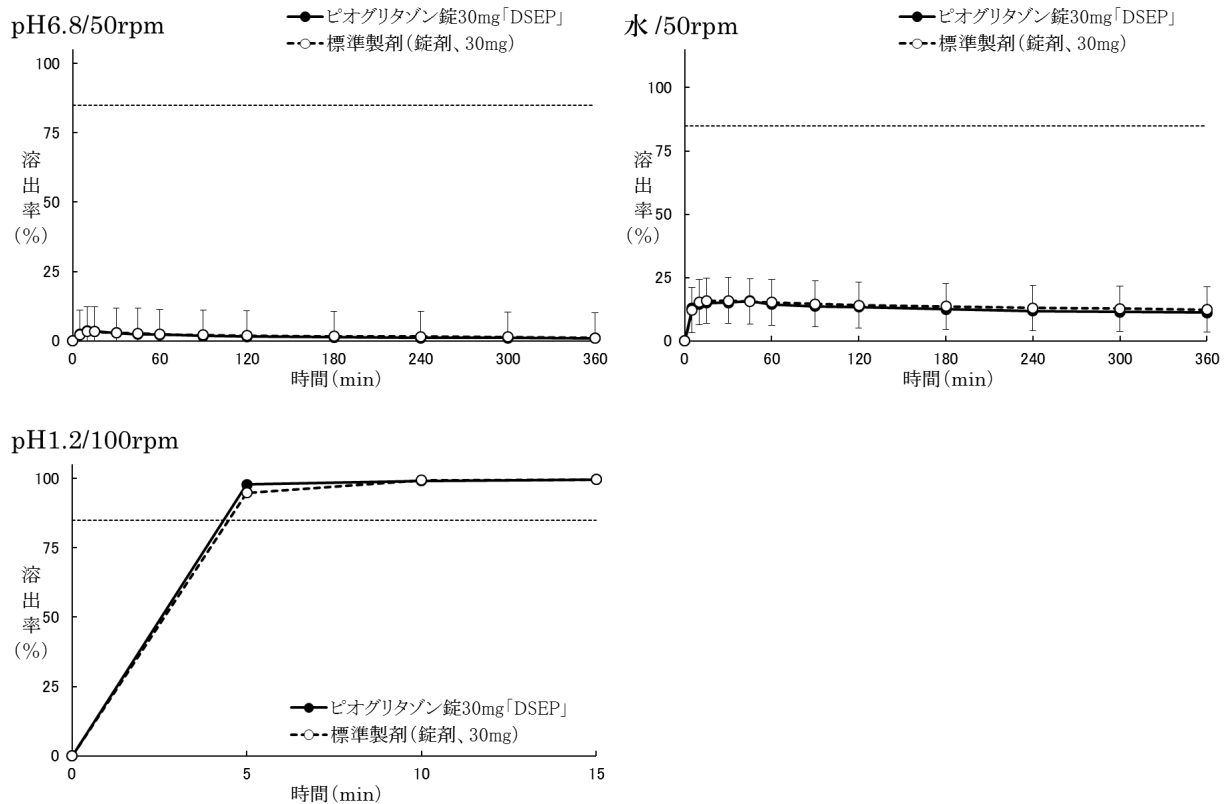 pH6.8/50rpm
ピオグリタゾン錠30mg「DSEP」
標準製剤(錠剤、30mg)
100
75
50
25
0
溶出率(%)
0 60 120 180 240 300 360
時間(min)
水 /50rpm
ピオグリタゾン錠30mg「DSEP」
標準製剤(錠剤、30mg)
100
75
50
25
0
溶出率(%)
0 60 120 180 240 300 360
時間(min)
pH1.2/100rpm
100
75
50
25
0
溶出率(%)
ピオグリタゾン錠30mg「DSEP」
標準製剤(錠剤、30mg)
0 5 10 15
時間(min)